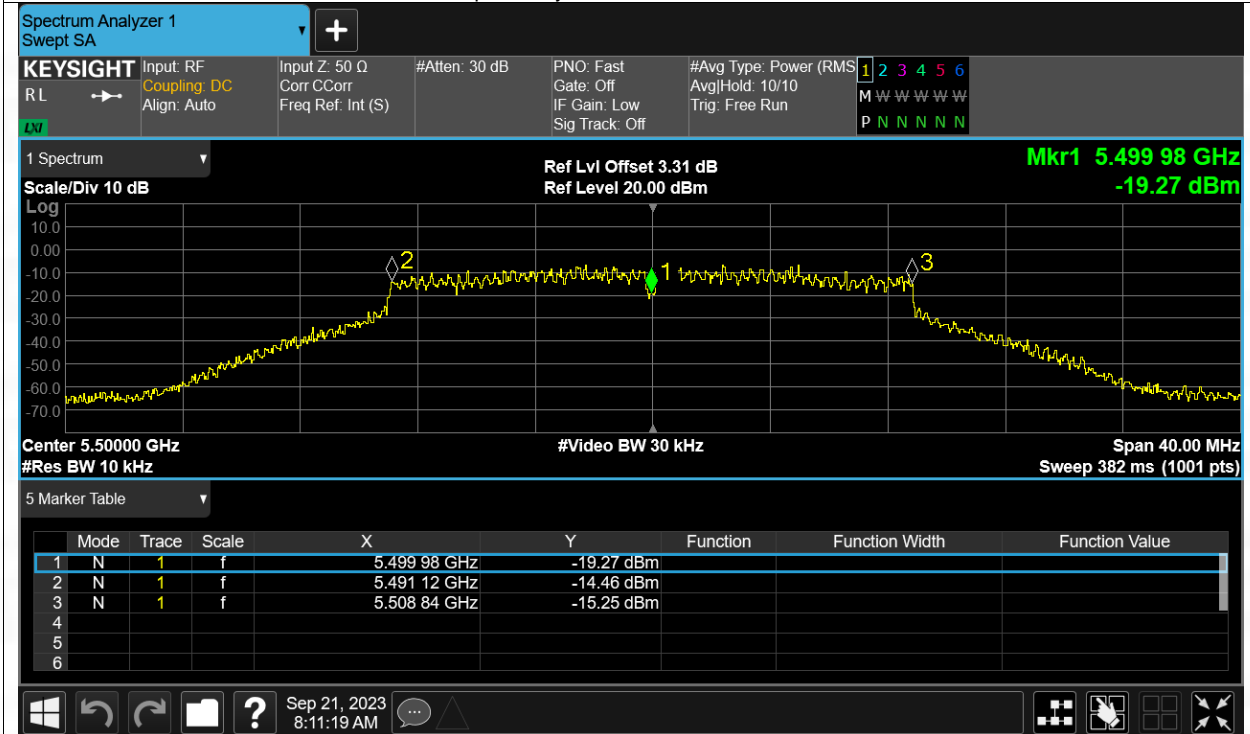 Spectrum Analyzer 1
Swept SA
+
KEYSIGHT Input: RF Input Z: 50 Ω #Atten: 30 dB PNO: Fast #Avg Type: Power (RMS 1 2 3 4 5 6
R L Coupling: DC Corr CCorr Gate: Off Avg|Hold: 10/10 M W W W W W
Align: Auto Freq Ref: Int (S) IF Gain: Low Trig: Free Run
LXI Sig Track: Off P N N N N N
1 Spectrum Ref Lvl Offset 3.31 dB Mkr1 5.499 98 GHz
Scale/Div 10 dB Ref Level 20.00 dBm -19.27 dBm
Log
10.0
0.00
-10.0
-20.0
-30.0
-40.0
-50.0
-60.0
-70.0
2
1
3
Center 5.50000 GHz #Video BW 30 kHz Span 40.00 MHz
#Res BW 10 kHz Sweep 382 ms (1001 pts)
5 Marker Table
Mode Trace Scale X Y Function Function Width Function Value
1 N 1 f 5.499 98 GHz -19.27 dBm
2 N 1 f 5.491 12 GHz -14.46 dBm
3 N 1 f 5.508 84 GHz -15.25 dBm
4
5
6
? Sep 21, 2023
8:11:19 AM